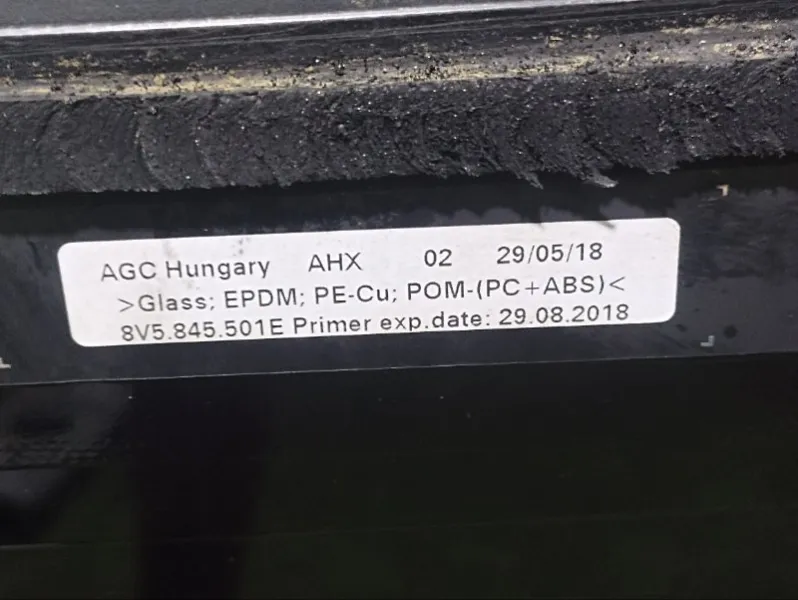 AGC Hungary AHX 02 29/05/18
>Glass; EPDM; PE-Cu; POM-(PC+ABS)<
8V5.845.501E Primer exp.date: 29.08.2018